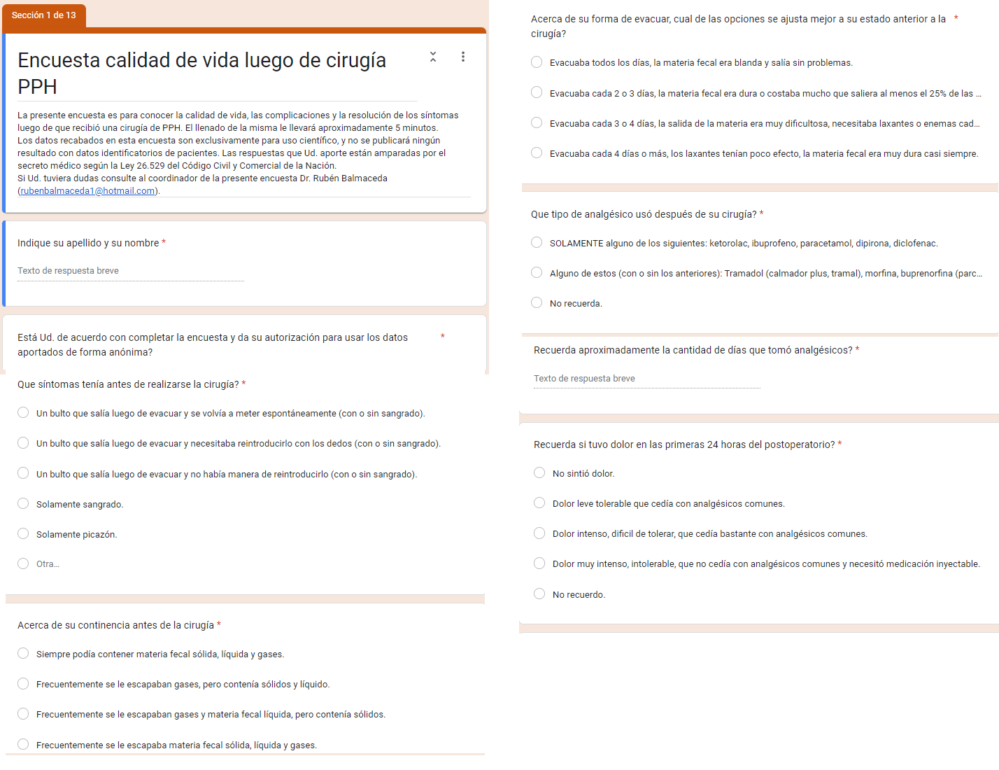 Sección 1 de 13
Encuesta calidad de vida luego de cirugía
PPH
La presente encuesta es para conocer la calidad de vida, las complicaciones y la resolución de los síntomas
luego de que recibió una cirugía de PPH. El llenado de la misma le llevará aproximadamente 5 minutos.
Los datos recabados en esta encuesta son exclusivamente para uso científico, y no se publicará ningún
resultado con datos identificatorios de pacientes. Las respuestas que Ud. aporte están amparadas por el
secreto médico según la Ley 26.529 del Código Civil y Comercial de la Nación.
Si Ud. tuviera dudas consulte al coordinador de la presente encuesta Dr. Rubén Balmaceda
(rubenbalmaceda1@hotmail.com).
Indique su apellido y su nombre *
Texto de respuesta breve
Está Ud. de acuerdo con completar la encuesta y da su autorización para usar los datos *
aportados de forma anónima?
Que síntomas tenía antes de realizarse la cirugía? *
Un bulto que salía luego de evacuar y se volvía a meter espontáneamente (con o sin sangrado).
Un bulto que salía luego de evacuar y necesitaba reintroducirlo con los dedos (con o sin sangrado).
Un bulto que salía luego de evacuar y no había manera de reintroducirlo (con o sin sangrado).
Solamente sangrado.
Solamente picazón.
Otra...
Acerca de su continencia antes de la cirugía *
Siempre podía contener materia fecal sólida, líquida y gases.
Frecuentemente se le escapaban gases, pero contenía sólidos y líquido.
Frecuentemente se le escapaban gases y materia fecal líquida, pero contenía sólidos.
Frecuentemente se le escapaba materia fecal sólida, líquida y gases.
Acerca de su forma de evacuar, cual de las opciones se ajusta mejor a su estado anterior a la *
cirugía?
Evacuaba todos los días, la materia fecal era blanda y salía sin problemas.
Evacuaba cada 2 o 3 días, la materia fecal era dura o costaba mucho que saliera al menos el 25% de las ...
Evacuaba cada 3 o 4 días, la salida de la materia era muy dificultosa, necesitaba laxantes o enemas cad...
Evacuaba cada 4 días o más, los laxantes tenían poco efecto, la materia fecal era muy dura casi siempre.
Que tipo de analgésico usó después de su cirugía? *
SOLAMENTE alguno de los siguientes: ketorolac, ibuprofeno, paracetamol, dipirona, diclofenac.
Alguno de estos (con o sin los anteriores): Tramadol (calmador plus, tramal), morfina, buprenorfina (parc...
No recuerda.
Recuerda aproximadamente la cantidad de días que tomó analgésicos? *
Texto de respuesta breve
Recuerda si tuvo dolor en las primeras 24 horas del postoperatorio? *
No sintió dolor.
Dolor leve tolerable que cedía con analgésicos comunes.
Dolor intenso, dificil de tolerar, que cedía bastante con analgésicos comunes.
Dolor muy intenso, intolerable, que no cedía con analgésicos comunes y necesitó medicación inyectable.
No recuerdo.